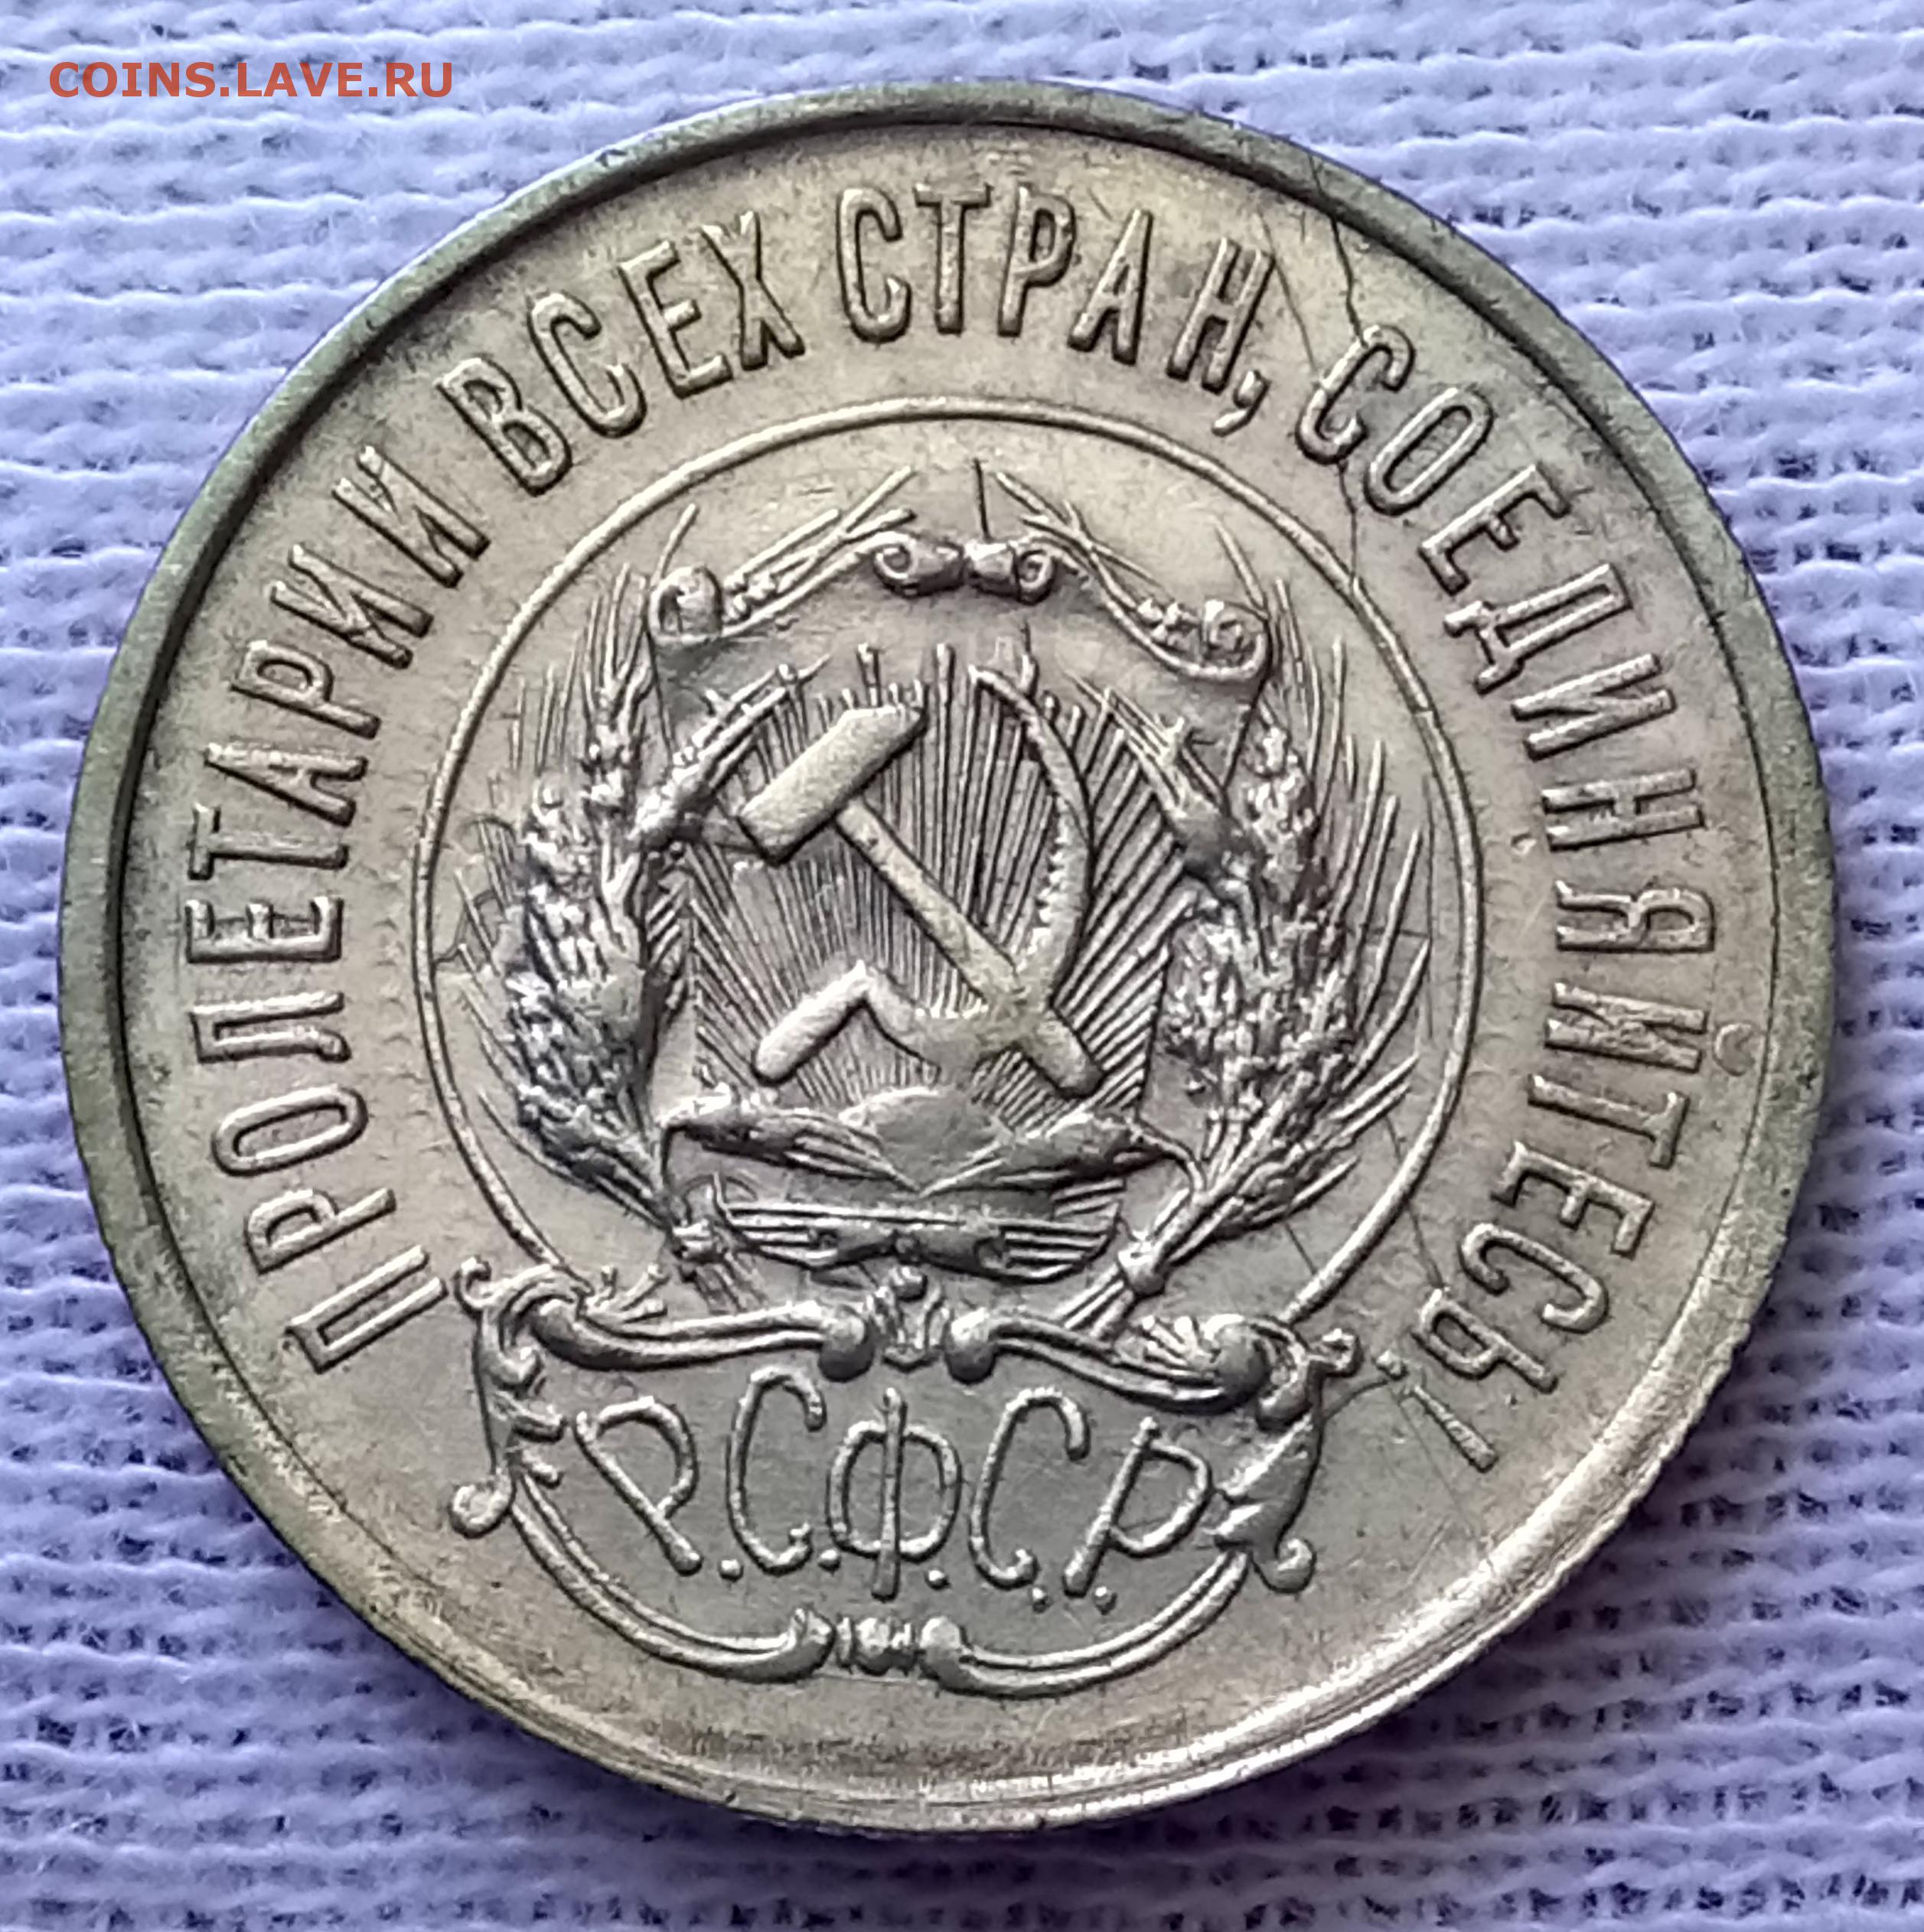 COINS.LAVE.RU
ПРОЛЕТАРИИ ВСЕХ СТРАН, СОЕДИНЯЙТЕСЬ!
Р.С.Ф.С.Р.